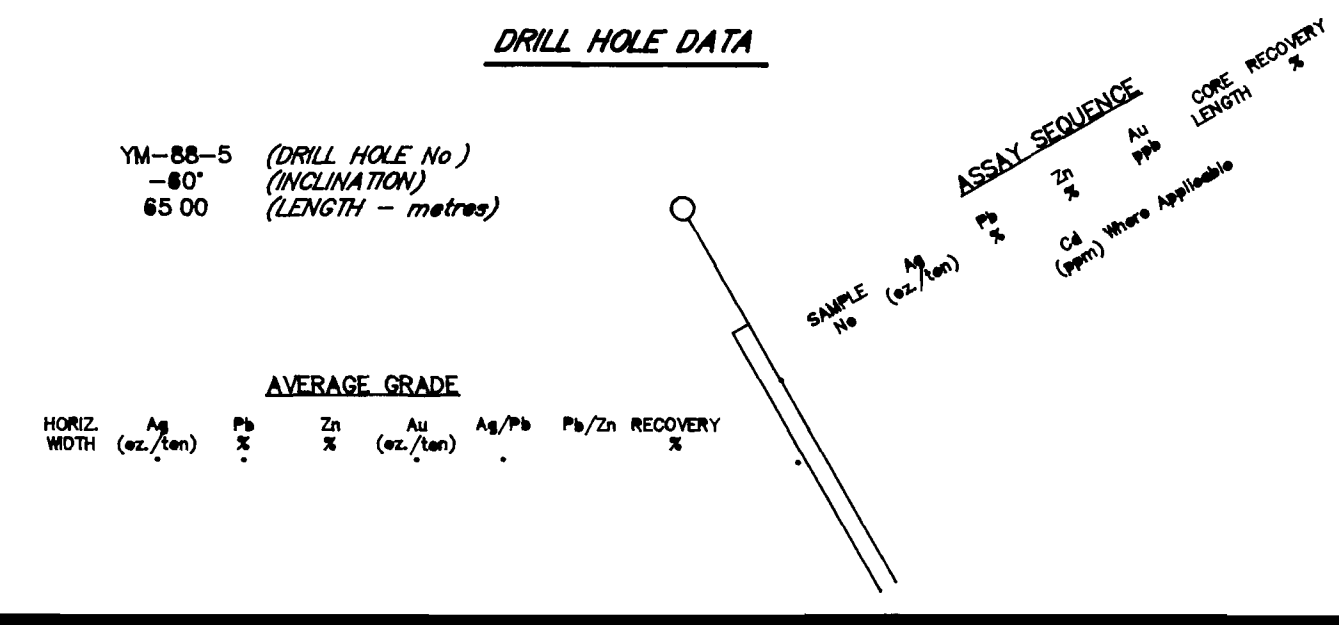 DRILL HOLE DATA
YM-88-5 (DRILL HOLE No)
-60° (INCLINATION)
65 00 (LENGTH - metres)
ASSAY SEQUENCE
SAMPLE No
Ag (oz./ton)
Pb %
Zn %
Au ppb
CORE LENGTH
RECOVERY %
Cd (ppm) Where Applicable
AVERAGE GRADE
HORIZ. Ag Pb Zn Au Ag/Pb Pb/Zn RECOVERY
WIDTH (oz./ton) % % (oz./ton) %